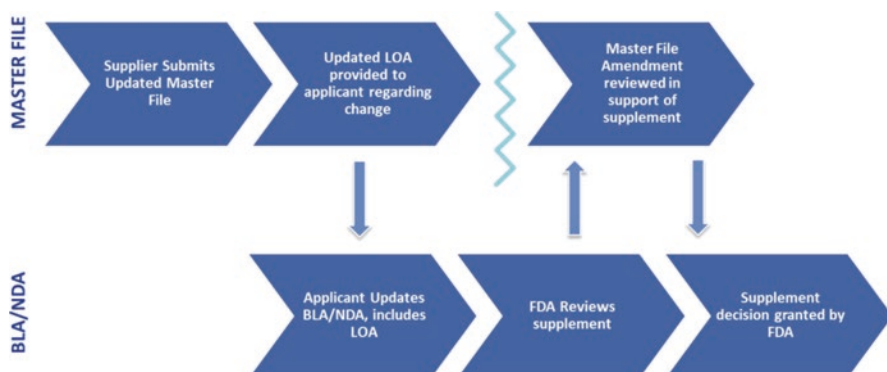 MASTER FILE
Supplier Submits
Updated Master
File
Updated LOA
provided to
applicant regarding
change
Master File
Amendment
reviewed in
support of
supplement
BLA/NDA
Applicant Updates
BLA/NDA, includes
LOA
FDA Reviews
supplement
Supplement
decision granted by
FDA